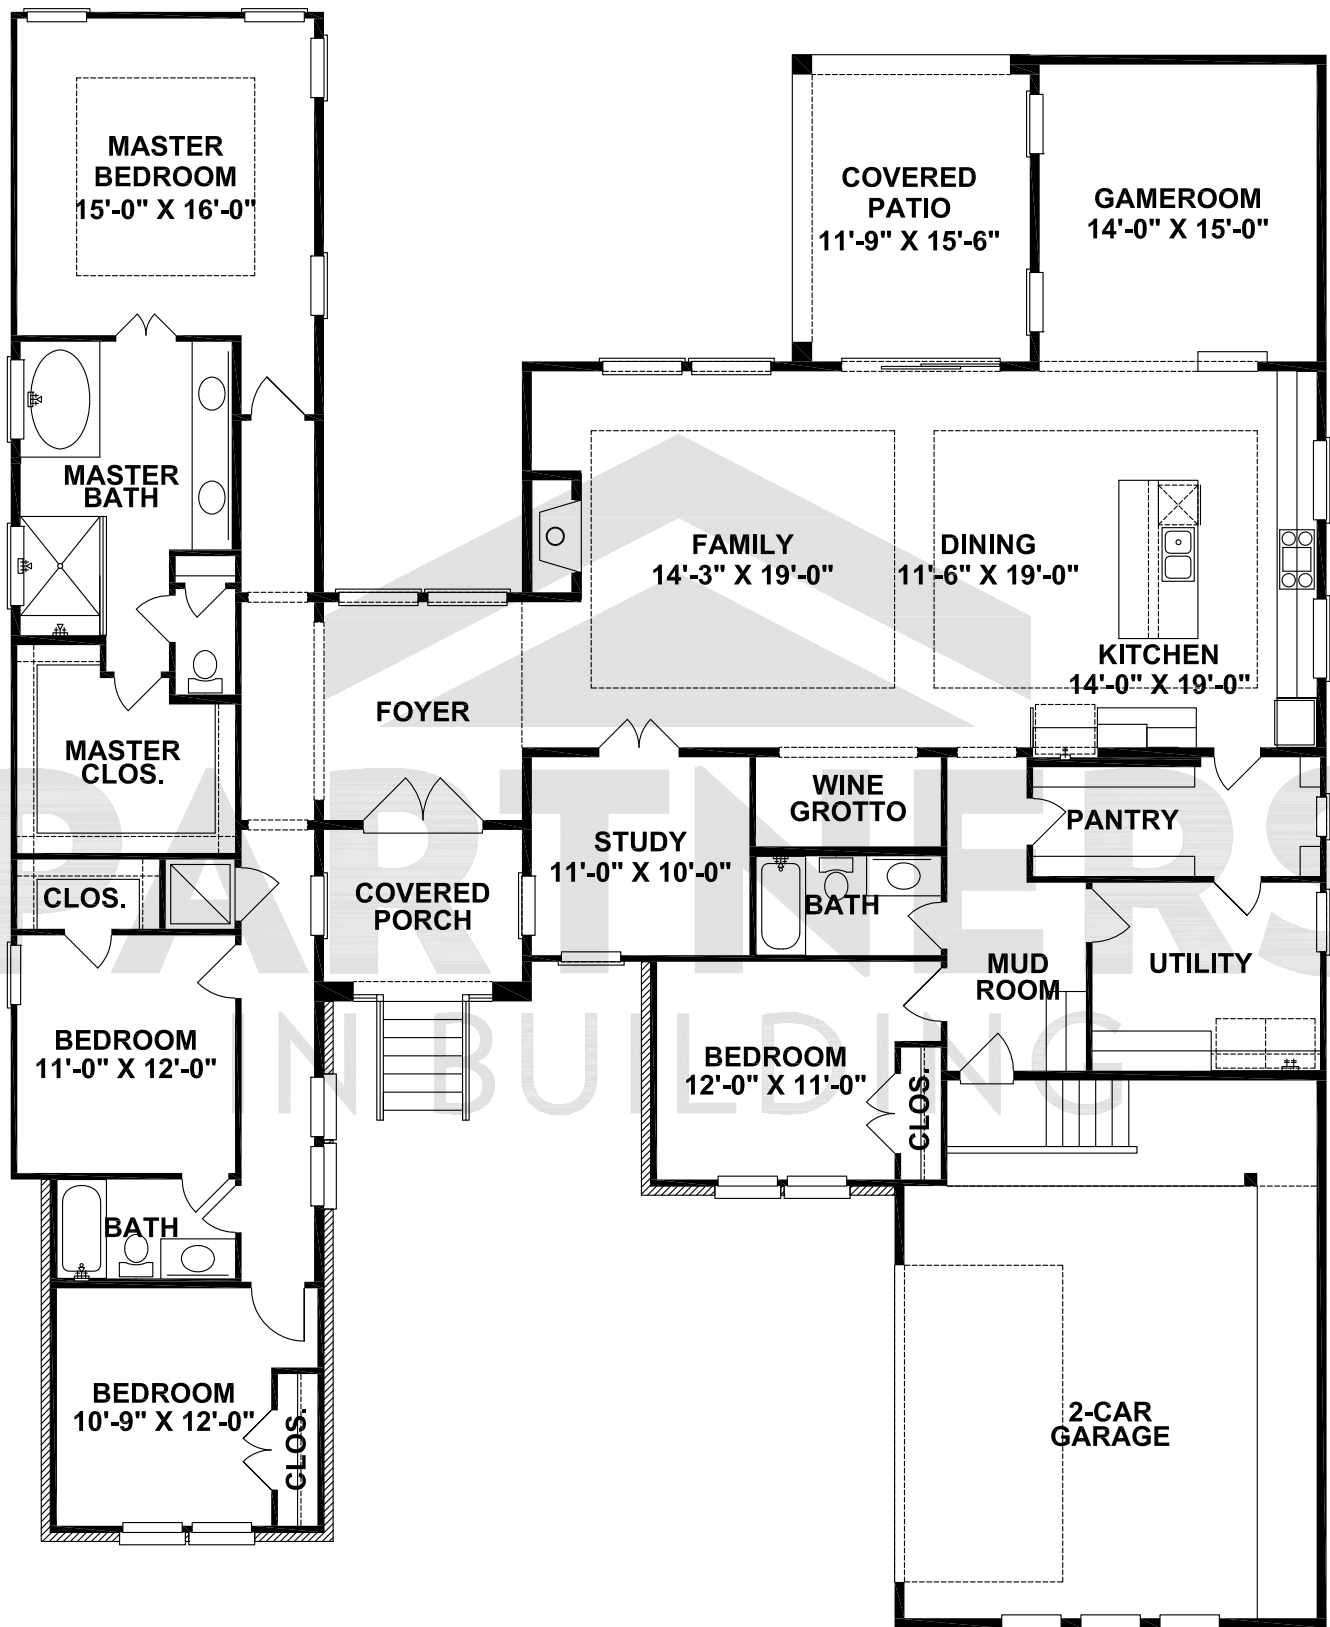 MASTER
BEDROOM
15'-0" X 16'-0"
COVERED
PATIO
11'-9" X 15'-6"
GAMEROOM
14'-0" X 15'-0"
MASTER
BATH
FAMILY
14'-3" X 19'-0"
DINING
11'-6" X 19'-0"
KITCHEN
14'-0" X 19'-0"
FOYER
MASTER
CLOS.
WINE
GROTTO
PANTRY
STUDY
11'-0" X 10'-0"
CLOS.
COVERED
PORCH
BATH
MUD
ROOM
UTILITY
BEDROOM
11'-0" X 12'-0"
BEDROOM
12'-0" X 11'-0"
CLOS.
BATH
BEDROOM
10'-9" X 12'-0"
CLOS.
2-CAR
GARAGE
PARTNERS
IN BUILDING